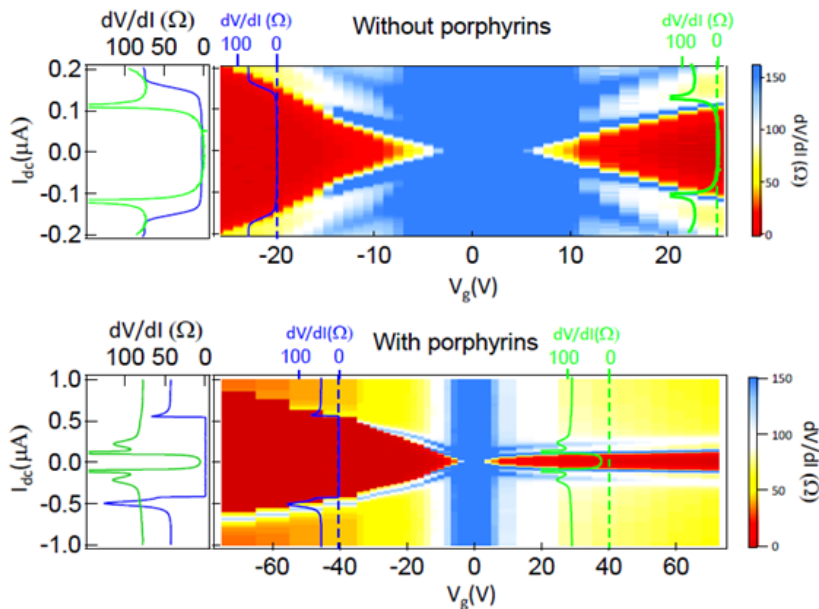 dV/dI (Ω)
100 50 0
dV/dI (Ω)
100 0
Without porphyrins
dV/dI (Ω)
100 0
0.2
0.1
0.0
-0.1
-0.2
I_dc(μA)
-20 -10 0 10 20
V_g(V)
150
100
50
0
dV/dI (Ω)
dV/dI (Ω)
100 50 0
dV/dI(Ω)
100 0
With porphyrins
dV/dI(Ω)
100 0
1.0
0.5
0.0
-0.5
-1.0
I_dc(μA)
-60 -40 -20 0 20 40 60
V_g(V)
150
100
50
0
dV/dI(Ω)